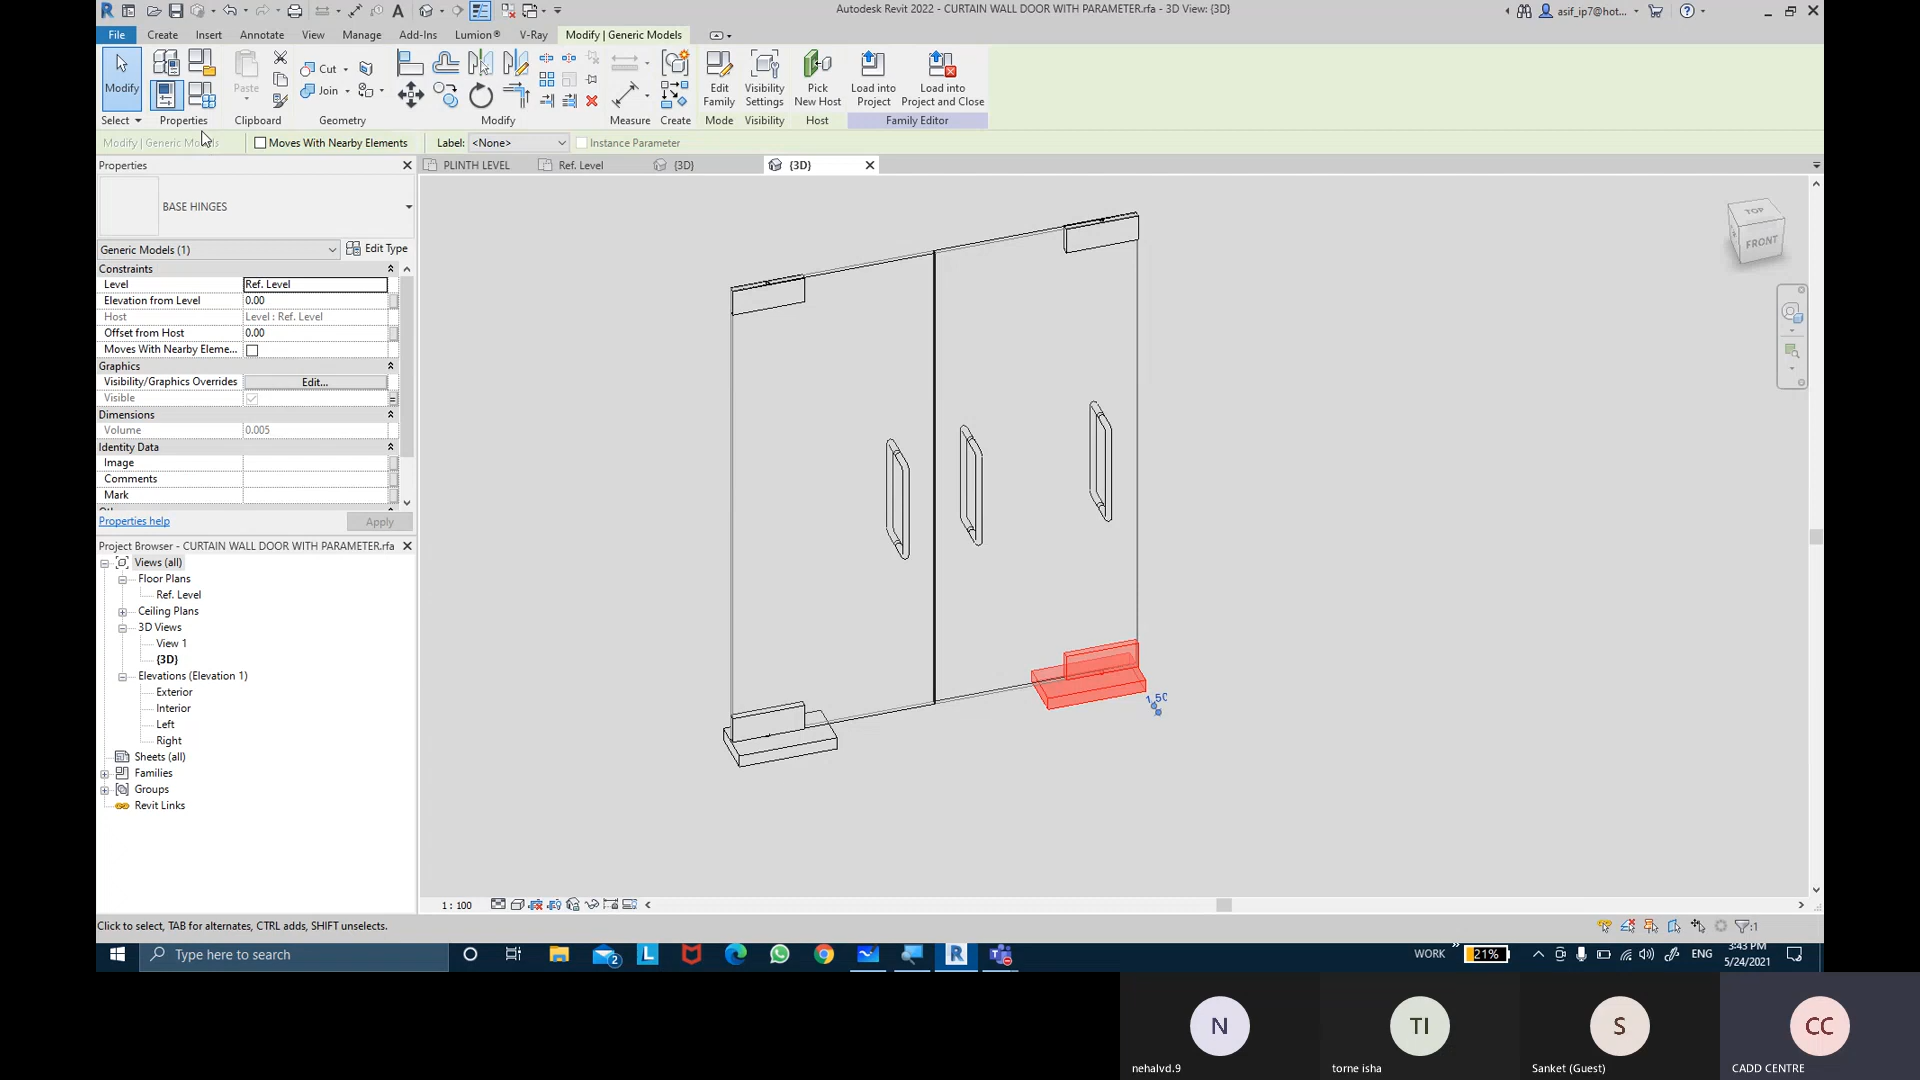 Autodesk Revit 2022 - CURTAIN WALL DOOR WITH PARAMETER.rfa - 3D View: {3D}
asif_ip7@hot...
File Create Insert Annotate View Manage Add-Ins Lumion® V-Ray Modify | Generic Models
Modify
Paste
Cut
Join
Edit Family
Visibility Settings
Pick New Host
Load into Project
Load into Project and Close
Select Properties Clipboard Geometry Modify Measure Create Mode Visibility Host Family Editor
Modify | Generic Models
Moves With Nearby Elements
Label: <None>
Instance Parameter
Properties
PLINTH LEVEL
Ref. Level
{3D}
{3D}
BASE HINGES
Generic Models (1)
Edit Type
Constraints
Level Ref. Level
Elevation from Level 0.00
Host Level : Ref. Level
Offset from Host 0.00
Moves With Nearby Eleme...
Graphics
Visibility/Graphics Overrides Edit...
Visible
Dimensions
Volume 0.005
Identity Data
Image
Comments
Mark
Properties help
Apply
Project Browser - CURTAIN WALL DOOR WITH PARAMETER.rfa
Views (all)
Floor Plans
Ref. Level
Ceiling Plans
3D Views
View 1
{3D}
Elevations (Elevation 1)
Exterior
Interior
Left
Right
Sheets (all)
Families
Groups
Revit Links
TOP
FRONT
1 : 100
Click to select, TAB for alternates, CTRL adds, SHIFT unselects.
:1
Type here to search
2
WORK
21%
ENG
3:43 PM
5/24/2021
N
TI
S
CC
nehalvd.9
torne isha
Sanket (Guest)
CADD CENTRE